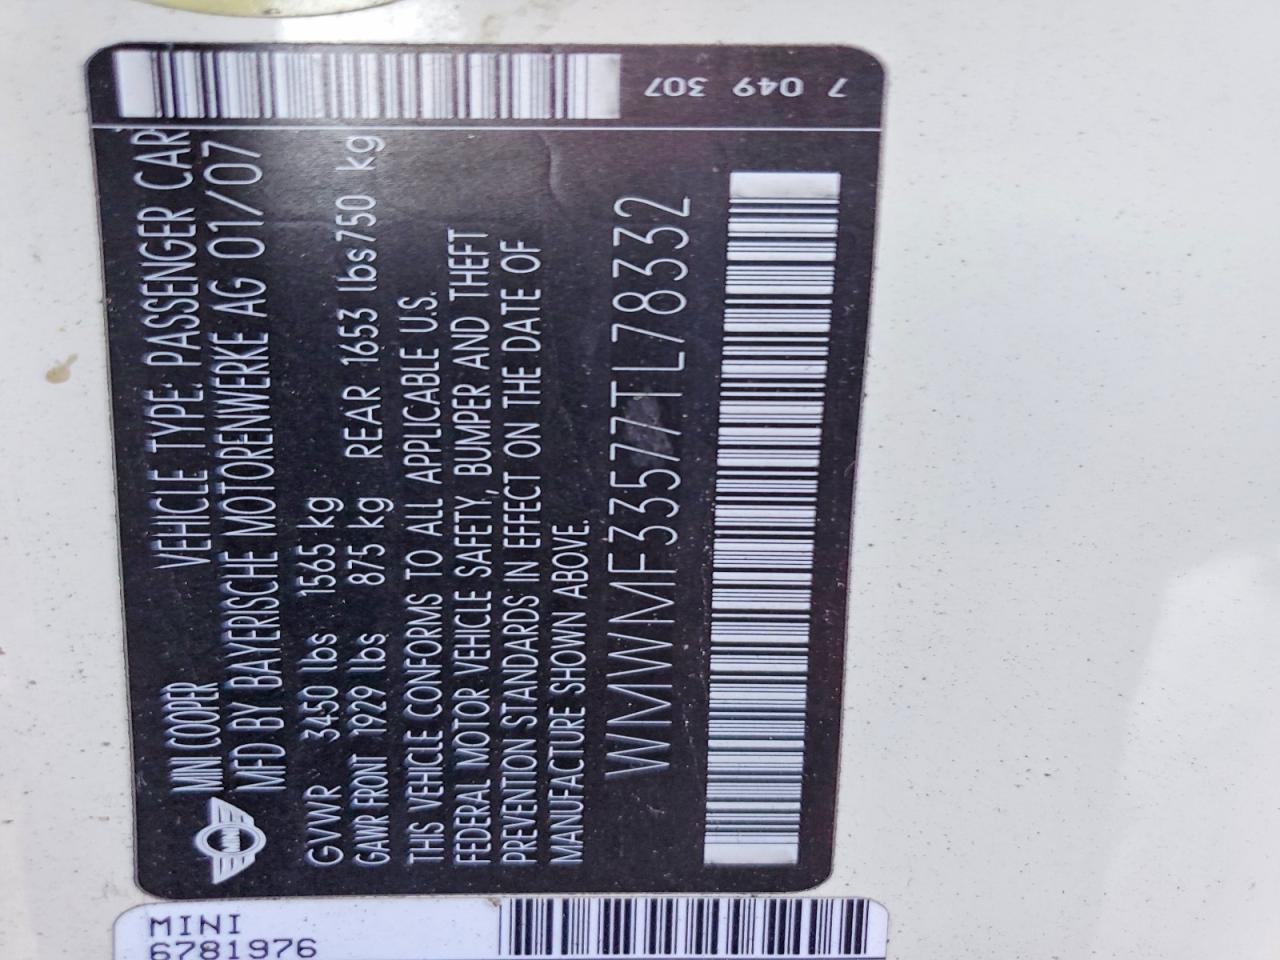 7 049 307
MINI
MINI COOPER VEHICLE TYPE: PASSENGER CAR
MFD BY BAYERISCHE MOTORENWERKE AG 01/07
GVWR 3450 lbs 1565 kg
GAWR FRONT 1929 lbs 875 kg REAR 1653 lbs 750 kg
THIS VEHICLE CONFORMS TO ALL APPLICABLE U.S.
FEDERAL MOTOR VEHICLE SAFETY, BUMPER AND THEFT
PREVENTION STANDARDS IN EFFECT ON THE DATE OF
MANUFACTURE SHOWN ABOVE.
WMWMF33577TL78332
MINI
6781976